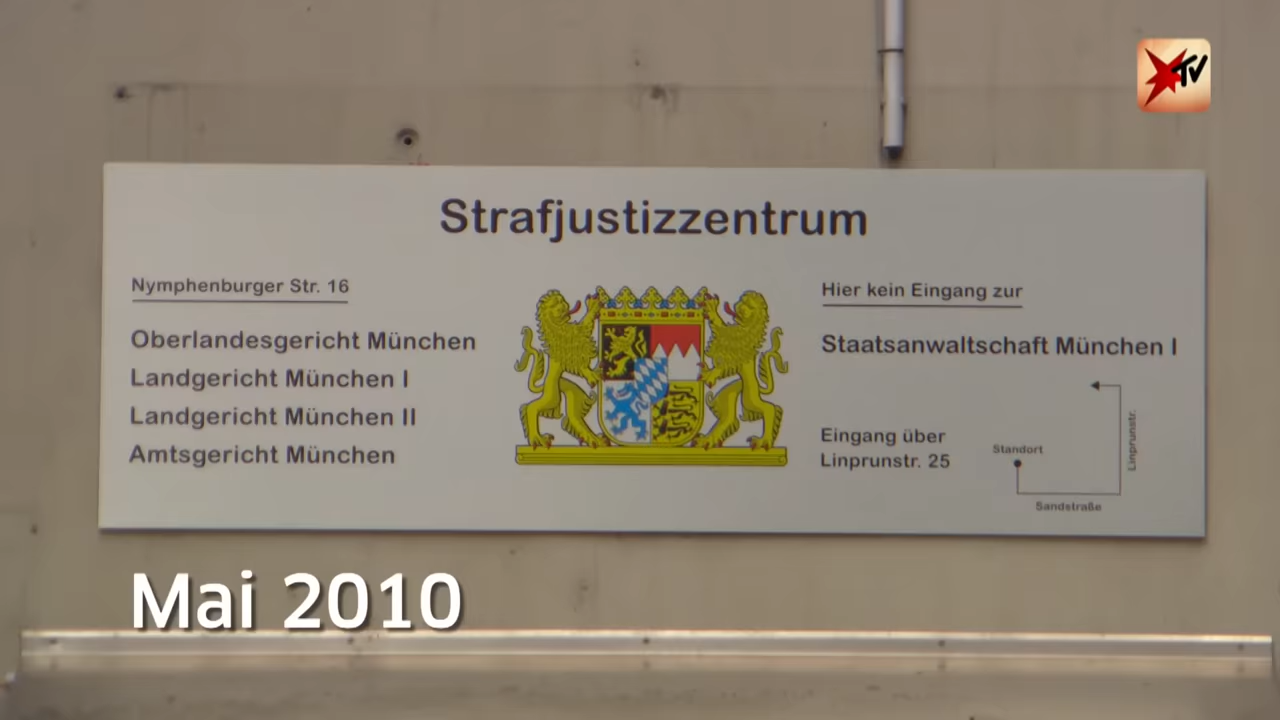 TV
Strafjustizzentrum
Nymphenburger Str. 16
Oberlandesgericht München
Landgericht München I
Landgericht München II
Amtsgericht München
Hier kein Eingang zur
Staatsanwaltschaft München I
Eingang über
Linprunstr. 25
Standort
Linprunstr.
Sandstraße
Mai 2010